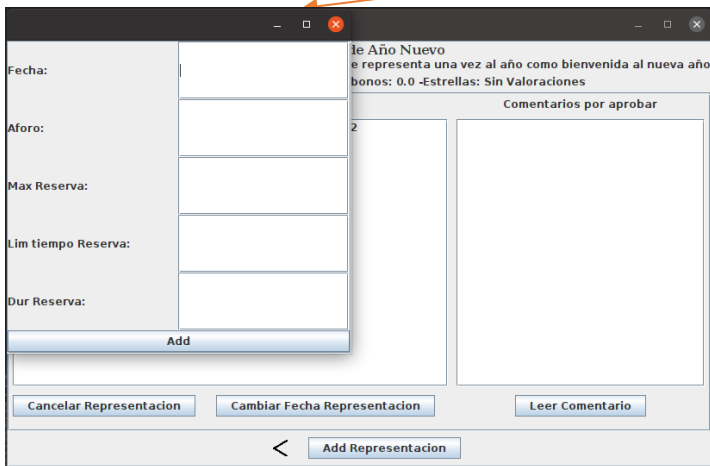 Fecha:
Aforo:
Max Reserva:
Lim tiempo Reserva:
Dur Reserva:
Add
de Año Nuevo
e representa una vez al año como bienvenida al nueva año
bonos: 0.0 -Estrellas: Sin Valoraciones
Comentarios por aprobar
2
Cancelar Representacion
Cambiar Fecha Representacion
Leer Comentario
<
Add Representacion